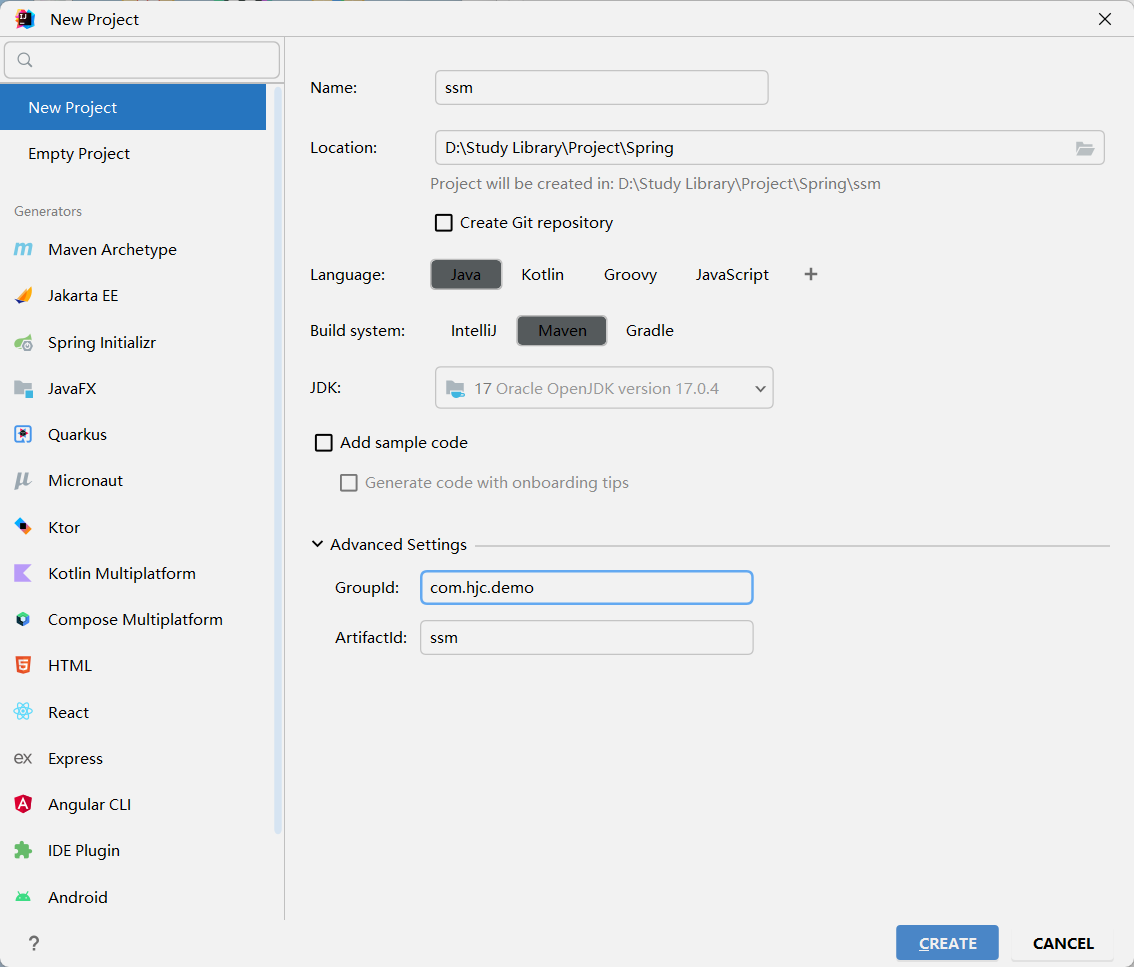 New Project
New Project
Empty Project
Generators
Maven Archetype
Jakarta EE
Spring Initializr
JavaFX
Quarkus
Micronaut
Ktor
Kotlin Multiplatform
Compose Multiplatform
HTML
React
ex Express
Angular CLI
IDE Plugin
Android
?
Name: ssm
Location: D:\Study Library\Project\Spring
Project will be created in: D:\Study Library\Project\Spring\ssm
Create Git repository
Language: Java Kotlin Groovy JavaScript +
Build system: IntelliJ Maven Gradle
JDK: 17 Oracle OpenJDK version 17.0.4
Add sample code
Generate code with onboarding tips
Advanced Settings
GroupId: com.hjc.demo
ArtifactId: ssm
CREATE CANCEL